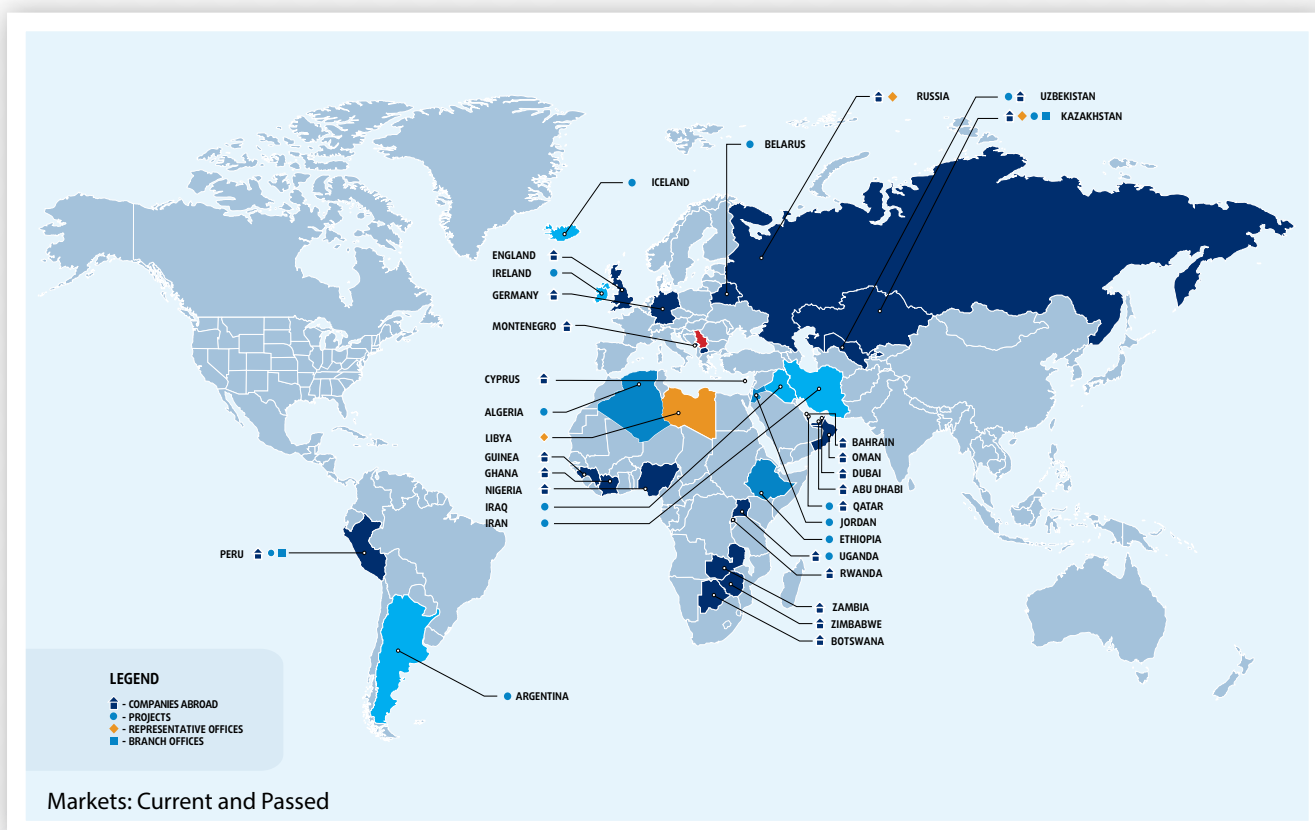 RUSSIA
UZBEKISTAN
KAZAKHSTAN
BELARUS
ICELAND
ENGLAND
IRELAND
GERMANY
MONTENEGRO
CYPRUS
ALGERIA
LIBYA
GUINEA
GHANA
NIGERIA
IRAQ
IRAN
BAHRAIN
OMAN
DUBAI
ABU DHABI
QATAR
JORDAN
ETHIOPIA
UGANDA
RWANDA
ZAMBIA
ZIMBABWE
BOTSWANA
PERU
ARGENTINA
LEGEND
- COMPANIES ABROAD
- PROJECTS
- REPRESENTATIVE OFFICES
- BRANCH OFFICES
Markets: Current and Passed